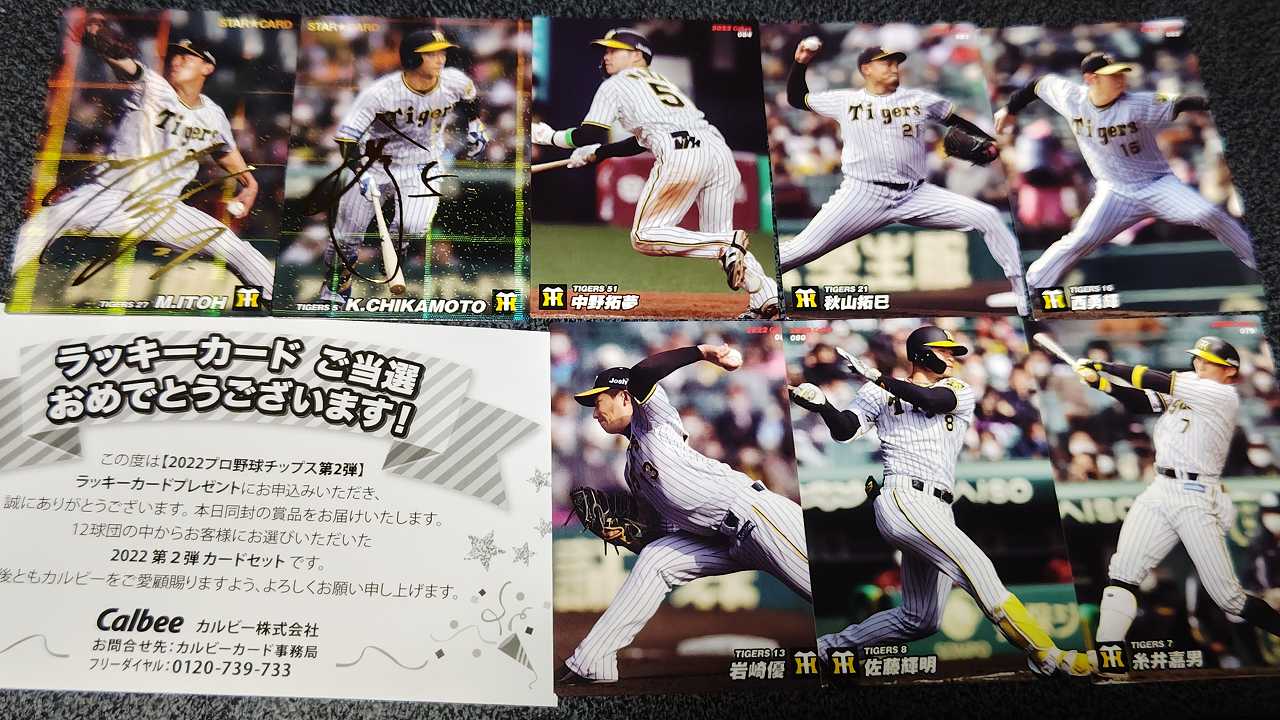 STAR★CARD
Tigers
TIGERS 27 M.ITOH
STAR★CARD
Tigers
TIGERS 5 K.CHIKAMOTO
2022 Calbee
084
5
TIGERS 51
中野拓夢
Tigers
21
TIGERS 21
秋山拓巳
Tigers
16
TIGERS 16
西勇輝
ラッキーカード ご当選
おめでとうございます!
この度は【2022プロ野球チップス第2弾】
ラッキーカードプレゼントにお申込みいただき、
誠にありがとうございます。本日同封の賞品をお届けいたします。
12球団の中からお客様にお選びいただいた
2022 第2弾 カードセットです。
後ともカルビーをご愛顧賜りますよう、よろしくお願い申し上げます。
Calbee カルビー株式会社
お問合せ先:カルビーカード事務局
フリーダイヤル:0120-739-733
Joshi
TIGERS 13
岩崎優
080
8
TIGERS 8
佐藤輝明
079
7
TIGERS 7
糸井嘉男